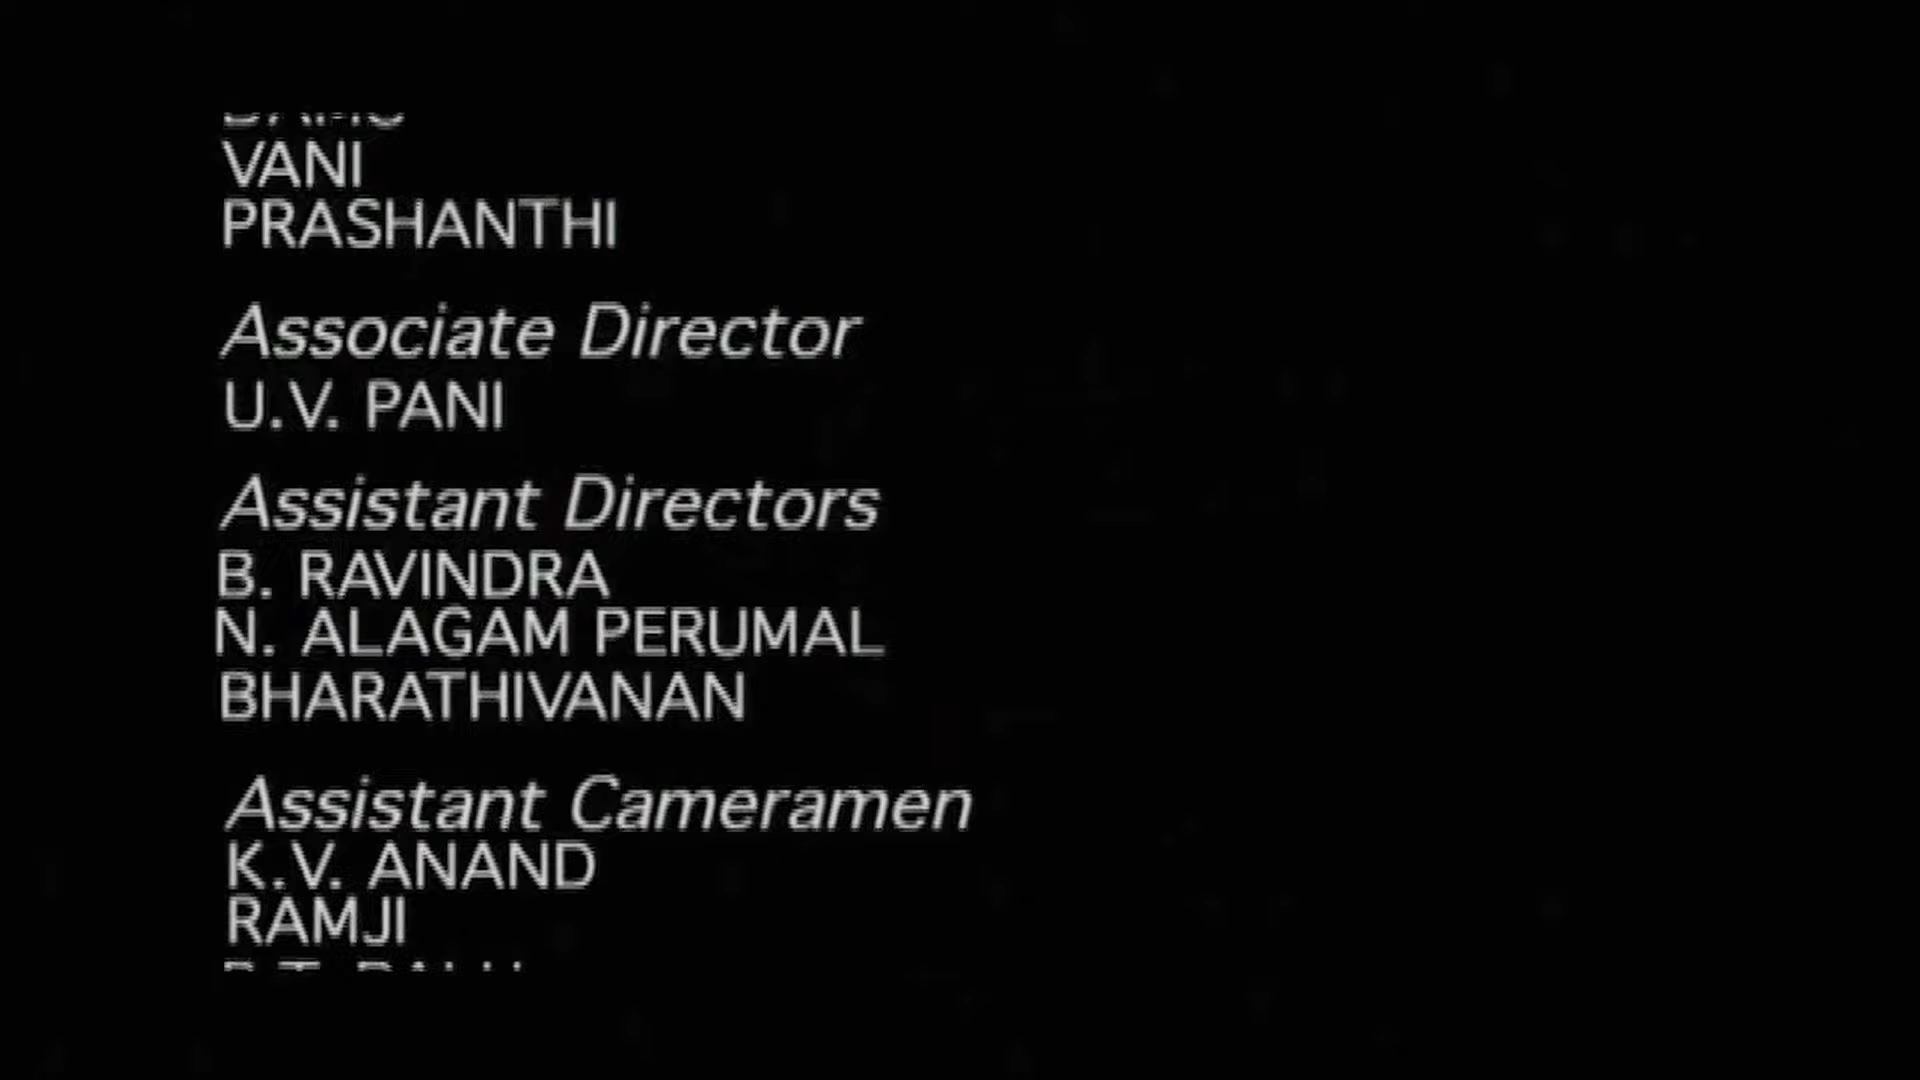 VANI
PRASHANTHI
Associate Director
U.V. PANI
Assistant Directors
B. RAVINDRA
N. ALAGAM PERUMAL
BHARATHIVANAN
Assistant Cameramen
K.V. ANAND
RAMJI